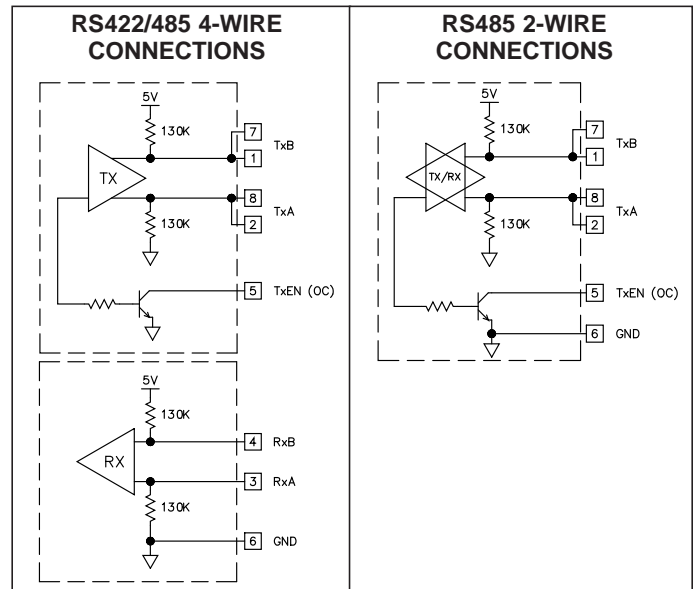 RS422/485 4-WIRE
CONNECTIONS
5V
130K
7
TxB
1
TX
8
TxA
130K
2
5 TxEN (OC)
5V
130K
4 RxB
RX
3 RxA
130K
6 GND
RS485 2-WIRE
CONNECTIONS
5V
130K
7
TxB
1
TX/RX
8
TxA
130K
2
5 TxEN (OC)
6 GND